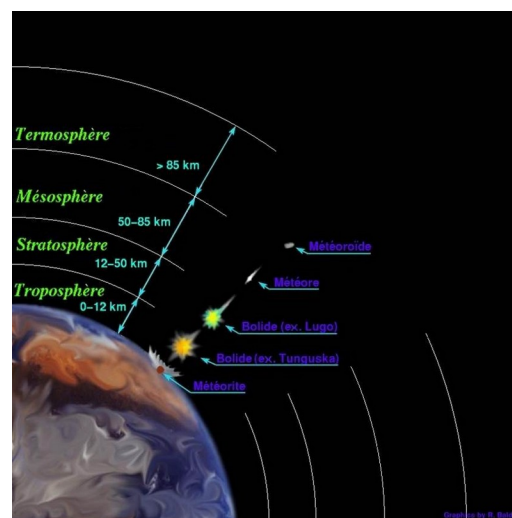 Termosphère
> 85 km
Mésosphère
50-85 km
Stratosphère
12-50 km
Troposphère
0-12 km
Météoroïde
Météore
Bolide (ex. Lugo)
Bolide (ex. Tunguska)
Météorite
Graphics by R.